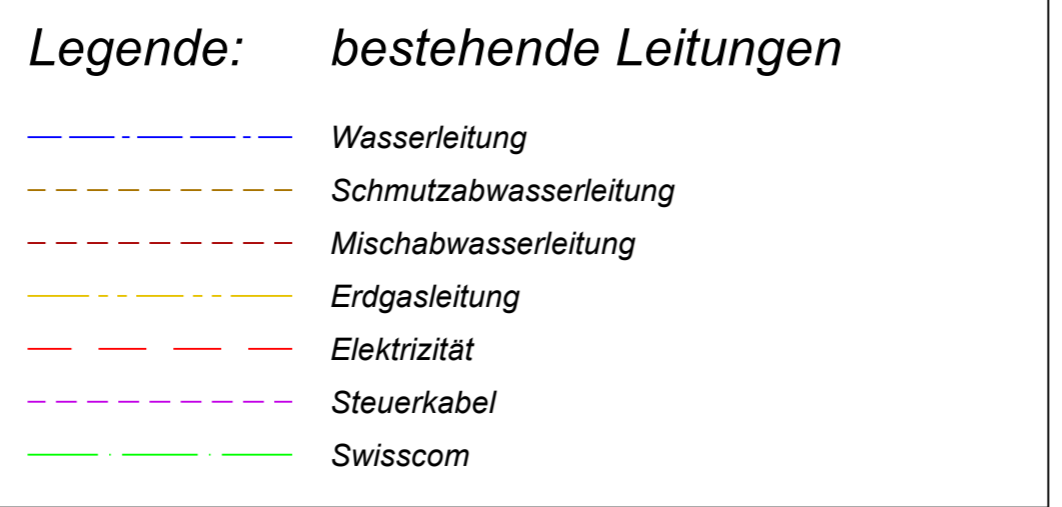 Legende: bestehende Leitungen
Wasserleitung
Schmutzabwasserleitung
Mischabwasserleitung
Erdgasleitung
Elektrizität
Steuerkabel
Swisscom